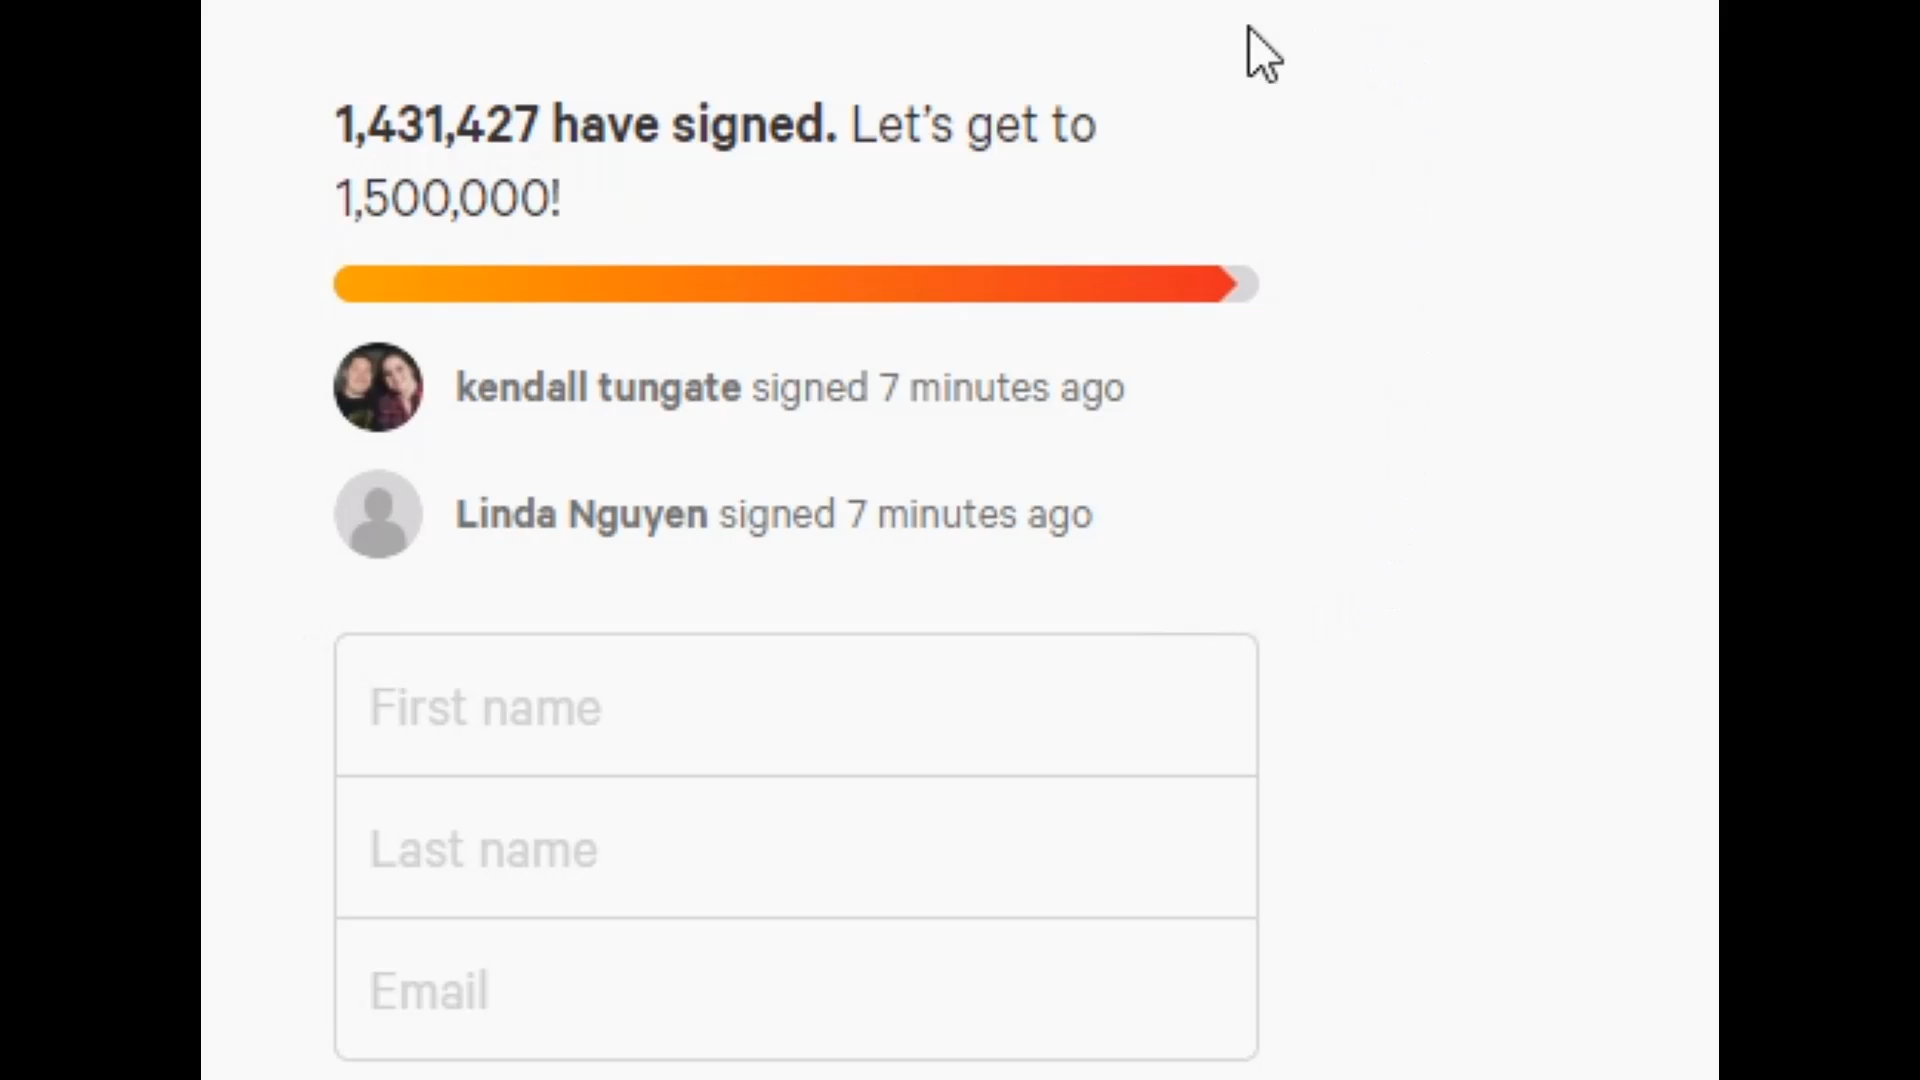 1,431,427 have signed. Let’s get to
1,500,000!
kendall tungate signed 7 minutes ago
Linda Nguyen signed 7 minutes ago
First name
Last name
Email